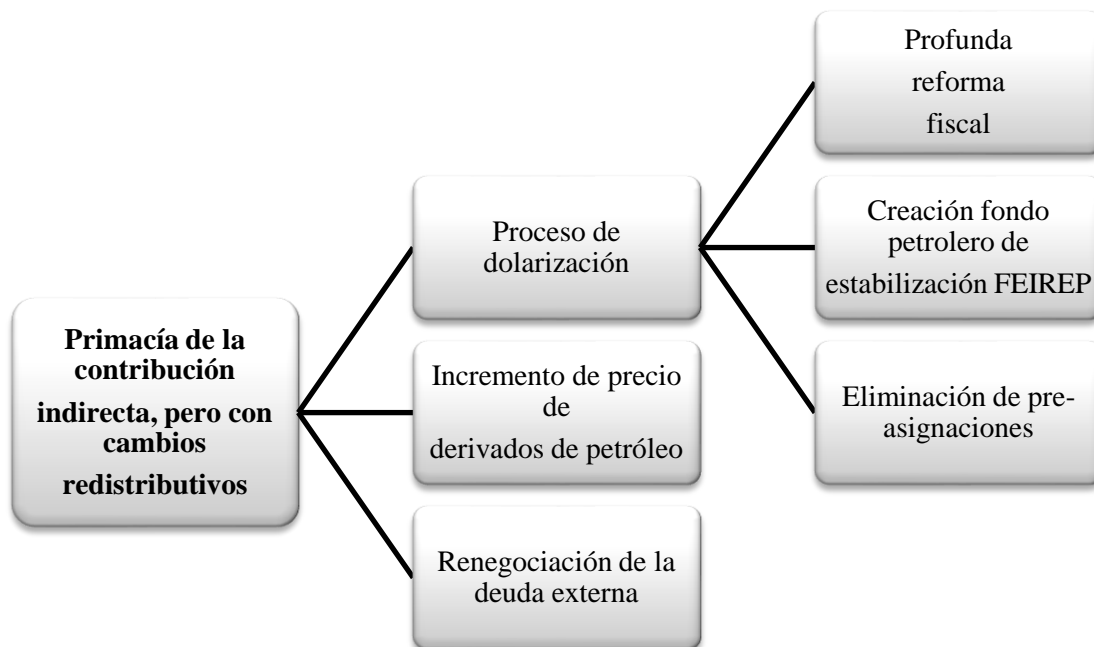 Primacía de la
contribución
indirecta, pero con
cambios
redistributivos
Proceso de
dolarización
Incremento de precio
de
derivados de petróleo
Renegociación de la
deuda externa
Profunda
reforma
fiscal
Creación fondo
petrolero de
estabilización FEIREP
Eliminación de pre-
asignaciones